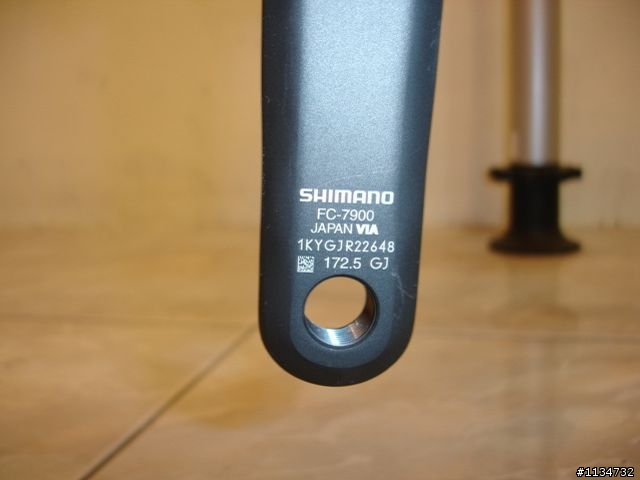 SHIMANO
FC-7900
JAPAN VIA
1KYGJR22648
172.5 GJ
#1134732